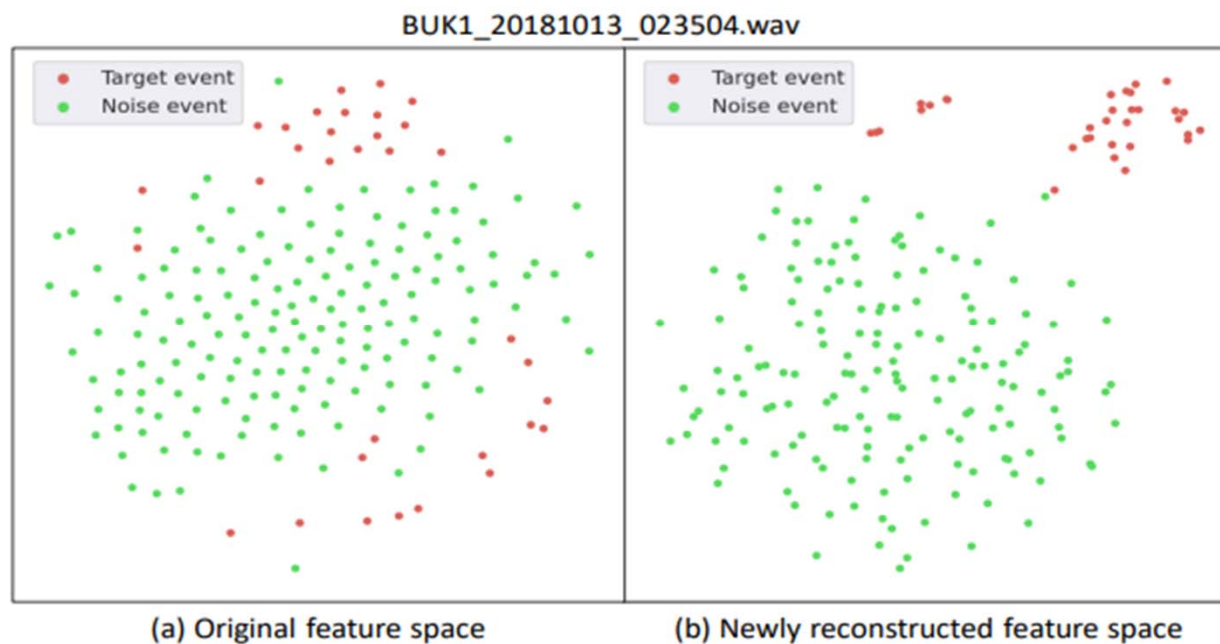 BUK1_20181013_023504.wav
Target event
Noise event
Target event
Noise event
(a) Original feature space
(b) Newly reconstructed feature space